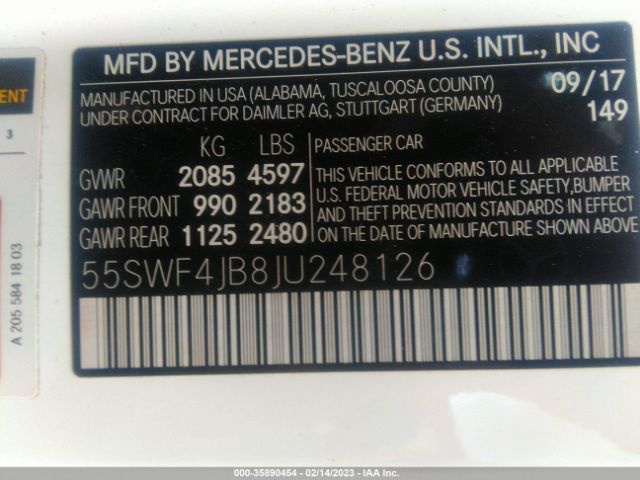 MFD BY MERCEDES-BENZ U.S. INTL., INC
MANUFACTURED IN USA (ALABAMA, TUSCALOOSA COUNTY) 09/17
UNDER CONTRACT FOR DAIMLER AG, STUTTGART (GERMANY) 149
KG LBS
GVWR 2085 4597
GAWR FRONT 990 2183
GAWR REAR 1125 2480
PASSENGER CAR
THIS VEHICLE CONFORMS TO ALL APPLICABLE
U.S. FEDERAL MOTOR VEHICLE SAFETY,BUMPER
AND THEFT PREVENTION STANDARDS IN EFFECT
ON THE DATE OF MANUFACTURE SHOWN ABOVE
55SWF4JB8JU248126
ENT
3
A 205 584 18 03
000-35890454 - 02/14/2023 - IAA Inc.